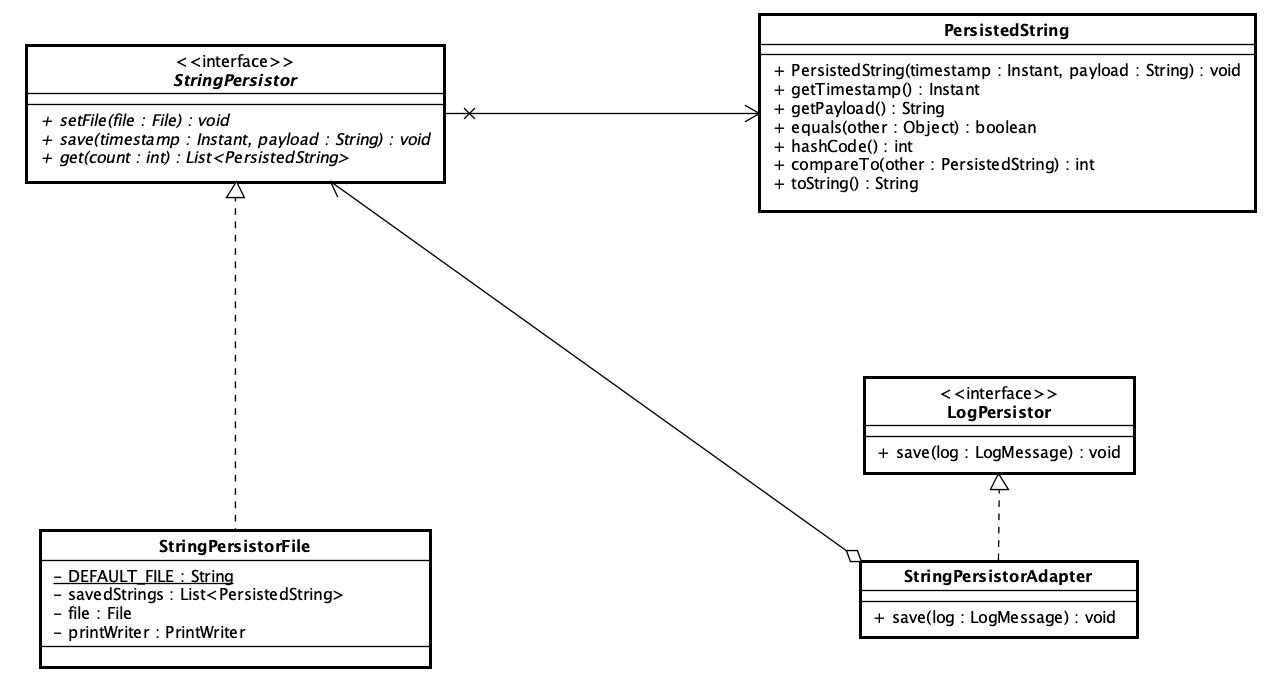 <<interface>>
StringPersistor
+ setFile(file : File) : void
+ save(timestamp : Instant, payload : String) : void
+ get(count : int) : List<PersistedString>
PersistedString
+ PersistedString(timestamp : Instant, payload : String) : void
+ getTimestamp() : Instant
+ getPayload() : String
+ equals(other : Object) : boolean
+ hashCode() : int
+ compareTo(other : PersistedString) : int
+ toString() : String
<<interface>>
LogPersistor
+ save(log : LogMessage) : void
StringPersistorFile
- DEFAULT_FILE : String
- savedStrings : List<PersistedString>
- file : File
- printWriter : PrintWriter
StringPersistorAdapter
+ save(log : LogMessage) : void